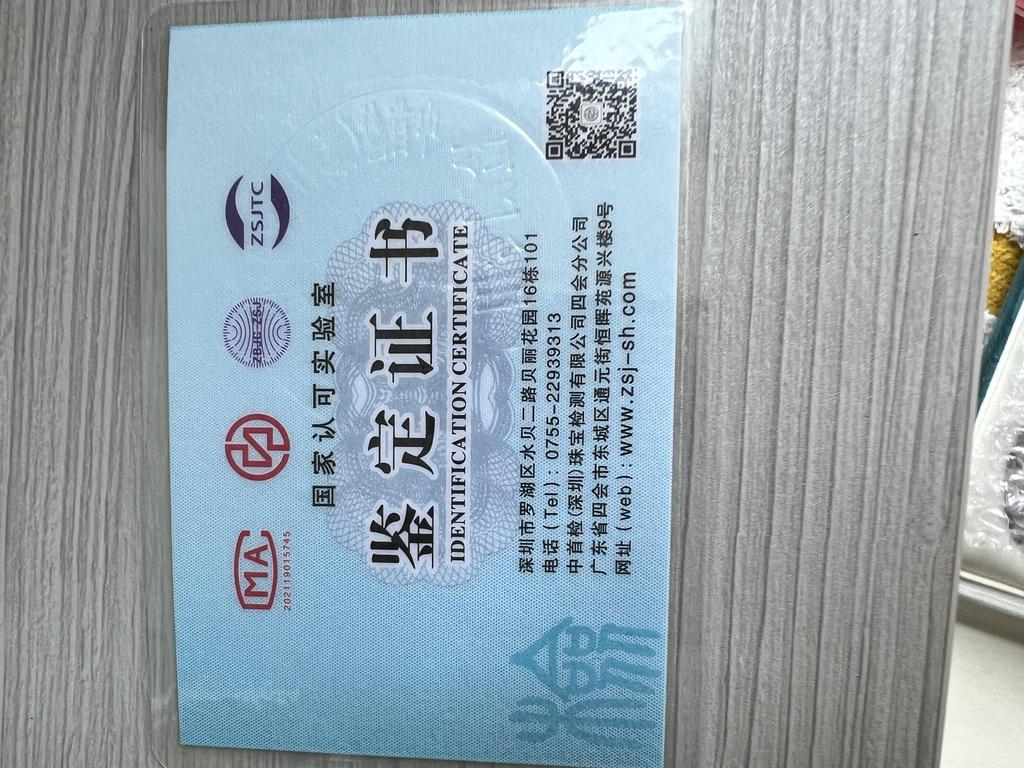 MA
202119015745
ZSJTC
国家认可实验室
鉴定证书
IDENTIFICATION CERTIFICATE
深圳市罗湖区水贝二路贝丽花园16栋101
电话(Tel)：0755-22939313
中首检(深圳)珠宝检测有限公司四会分公司
广东省四会市东城区通元街恒晖苑源兴楼9号
网址(web)：www.zsj-sh.com